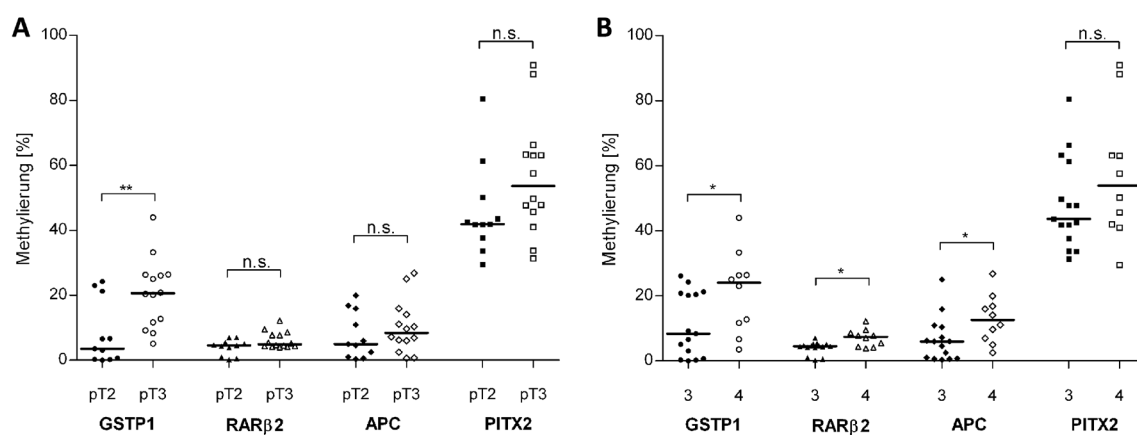 A
Methylierung [%]
100
80
60
40
20
0
**
n.s.
n.s.
n.s.
pT2 pT3 pT2 pT3 pT2 pT3 pT2 pT3
GSTP1 RARβ2 APC PITX2
B
Methylierung [%]
100
80
60
40
20
0
*
*
*
n.s.
3 4 3 4 3 4 3 4
GSTP1 RARβ2 APC PITX2